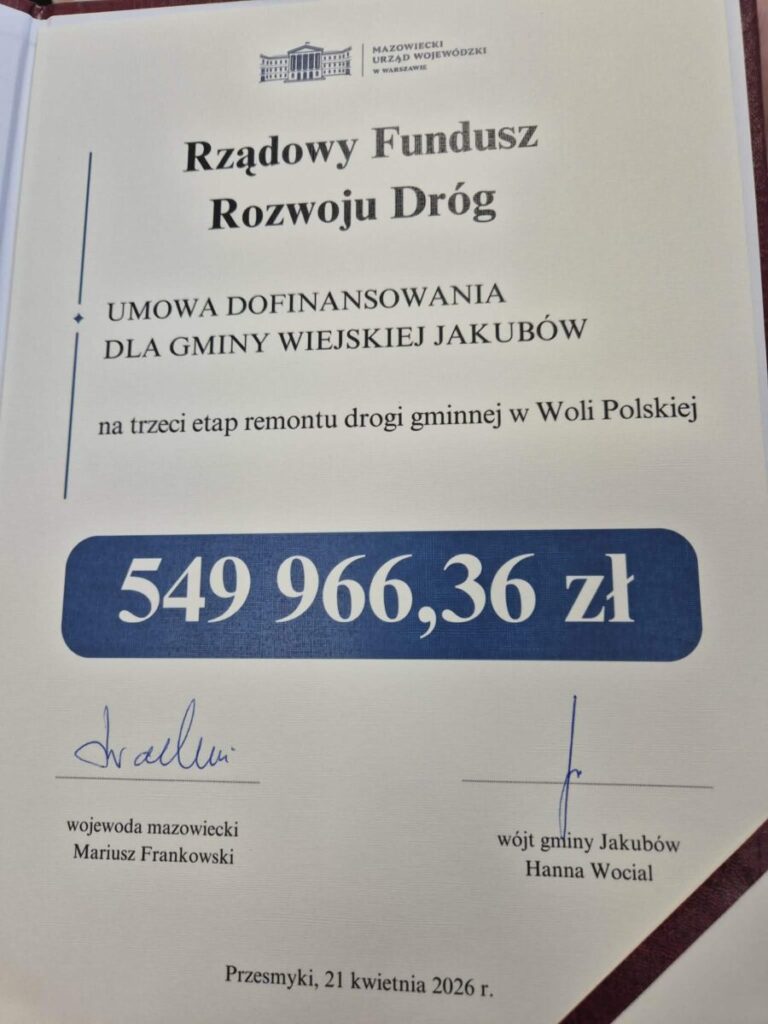 MAZOWIECKI
URZĄD WOJEWÓDZKI
W WARSZAWIE
Rządowy Fundusz
Rozwoju Dróg
UMOWA DOFINANSOWANIA
DLA GMINY WIEJSKIEJ JAKUBÓW
na trzeci etap remontu drogi gminnej w Woli Polskiej
549 966,36 zł
wojewoda mazowiecki
Mariusz Frankowski
wójt gminy Jakubów
Hanna Wocial
Przesmyki, 21 kwietnia 2026 r.